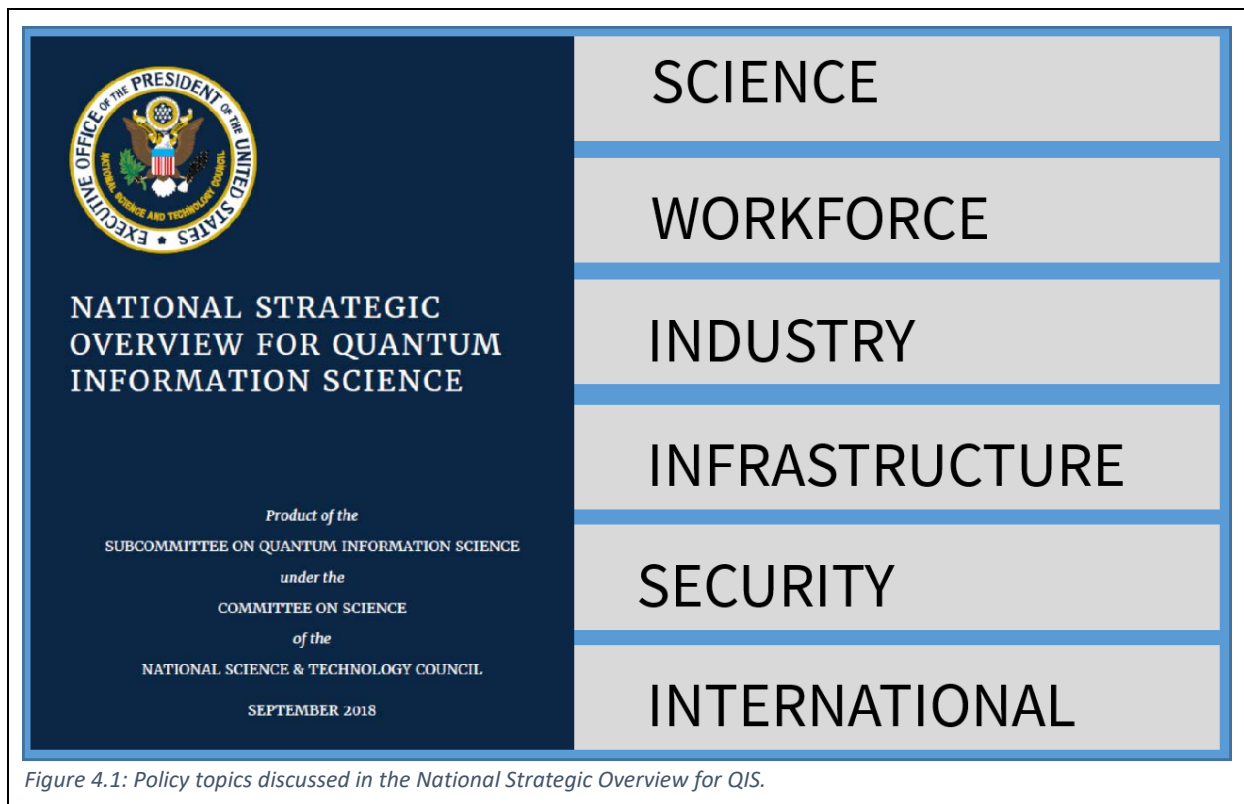 EXECUTIVE OFFICE OF THE PRESIDENT OF THE UNITED STATES
NATIONAL SCIENCE AND TECHNOLOGY COUNCIL
NATIONAL STRATEGIC
OVERVIEW FOR QUANTUM
INFORMATION SCIENCE
Product of the
SUBCOMMITTEE ON QUANTUM INFORMATION SCIENCE
under the
COMMITTEE ON SCIENCE
of the
NATIONAL SCIENCE & TECHNOLOGY COUNCIL
SEPTEMBER 2018
SCIENCE
WORKFORCE
INDUSTRY
INFRASTRUCTURE
SECURITY
INTERNATIONAL
Figure 4.1: Policy topics discussed in the National Strategic Overview for QIS.